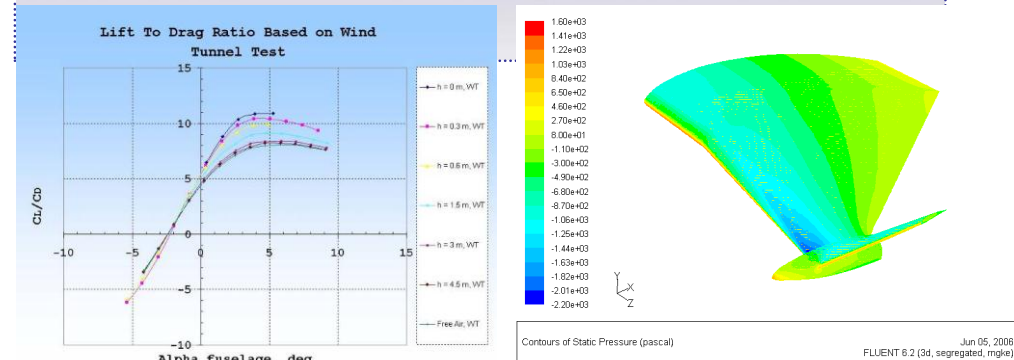 Lift To Drag Ratio Based on Wind
Tunnel Test
15
10
5
0
-5
-10
-10
-5
0
5
10
15
CL/CD
Alpha fuselage, deg
h = 0 m, WT
h = 0.3 m, WT
h = 0.6 m, WT
h = 1.5 m, WT
h = 3 m, WT
h = 4.5 m, WT
Free Air, WT
1.60e+03
1.41e+03
1.22e+03
1.03e+03
8.40e+02
6.50e+02
4.60e+02
2.70e+02
8.00e+01
-1.10e+02
-3.00e+02
-4.90e+02
-6.80e+02
-8.70e+02
-1.06e+03
-1.25e+03
-1.44e+03
-1.63e+03
-1.82e+03
-2.01e+03
-2.20e+03
Y
X
Z
Contours of Static Pressure (pascal)
Jun 05, 2006
FLUENT 6.2 (3d, segregated, rngke)